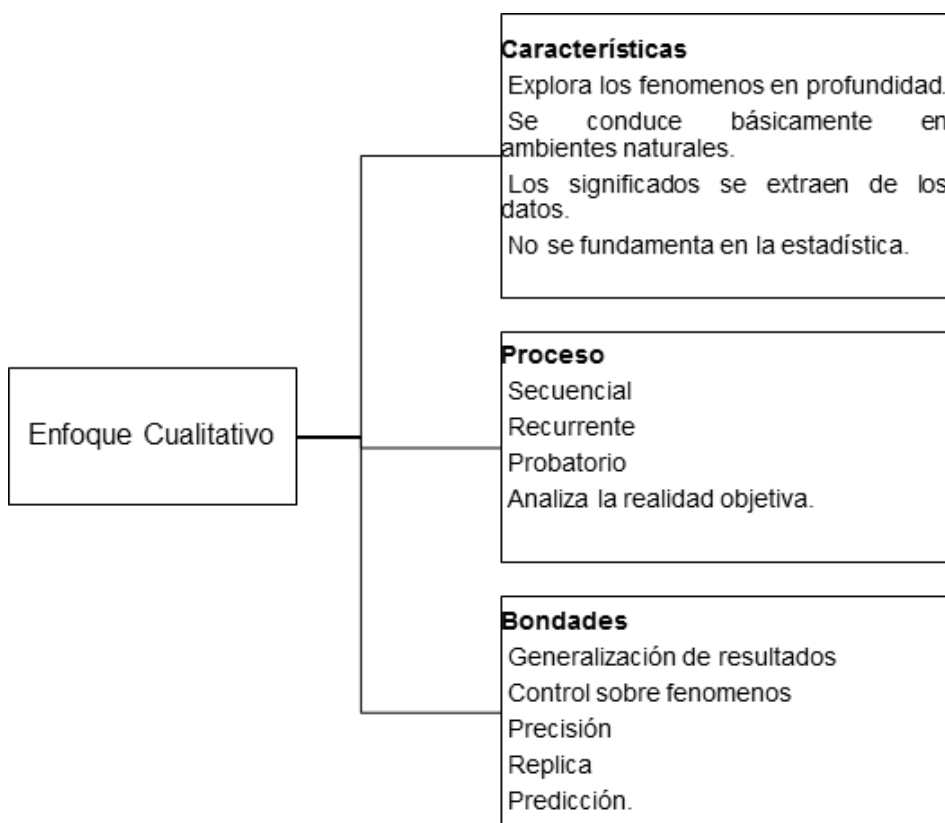 Características
Explora los fenomenos en profundidad.
Se conduce básicamente en
ambientes naturales.
Los significados se extraen de los
datos.
No se fundamenta en la estadística.
Enfoque Cualitativo
Proceso
Secuencial
Recurrente
Probatorio
Analiza la realidad objetiva.
Bondades
Generalización de resultados
Control sobre fenomenos
Precisión
Replica
Predicción.